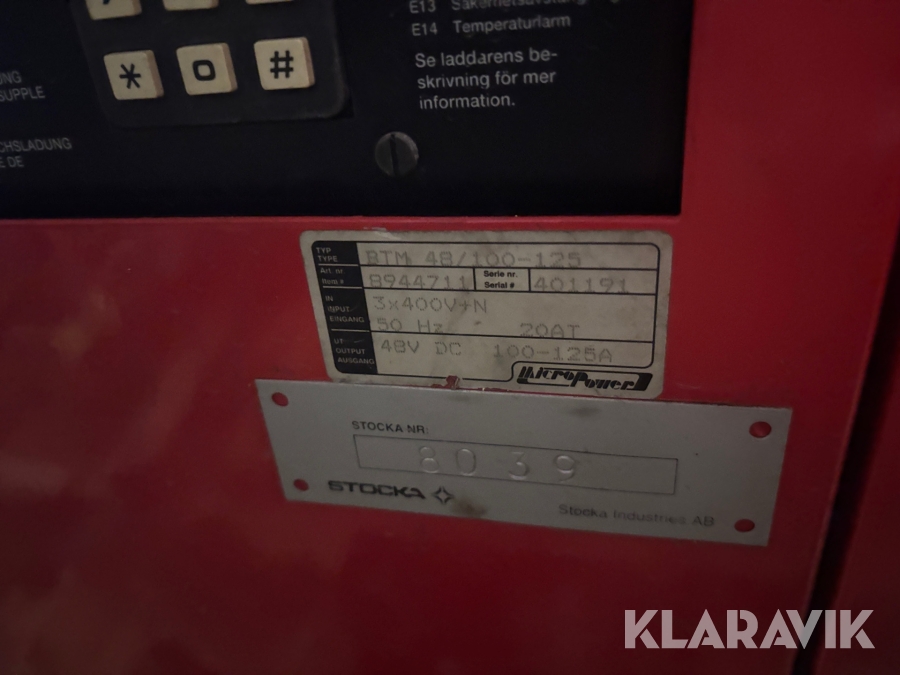 E14 Temperaturlarm
Se laddarens be-
skrivning för mer
information.
* 0 #
SUPPLE
CHSLADUNG
E DE
TYP
TYPE
BTM 48/100-125
Art. nr
Item #
8944711
Serie nr.
Serial #
401191
IN
INPUT
EINGANG
3x400V+N
50 Hz 20AT
UT
OUTPUT
AUSGANG
48V DC 100-125A
MicroPower
STOCKA NR:
8039
STOCKA
Stocka Industries AB
KLARAVIK